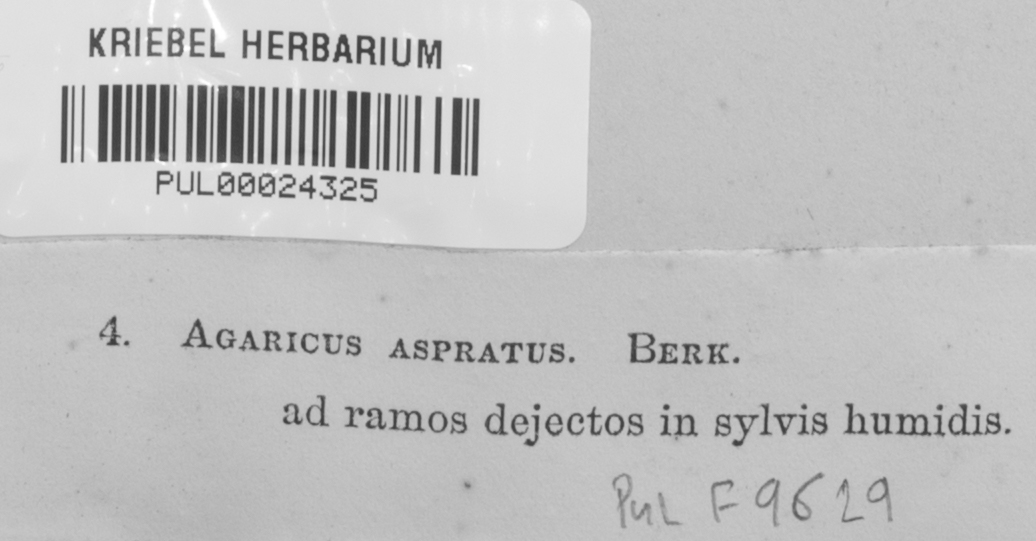 KRIEBEL HERBARIUM
PUL00024325
4. AGARICUS ASPRATUS. BERK.
ad ramos dejectos in sylvis humidis.
PUL F9629